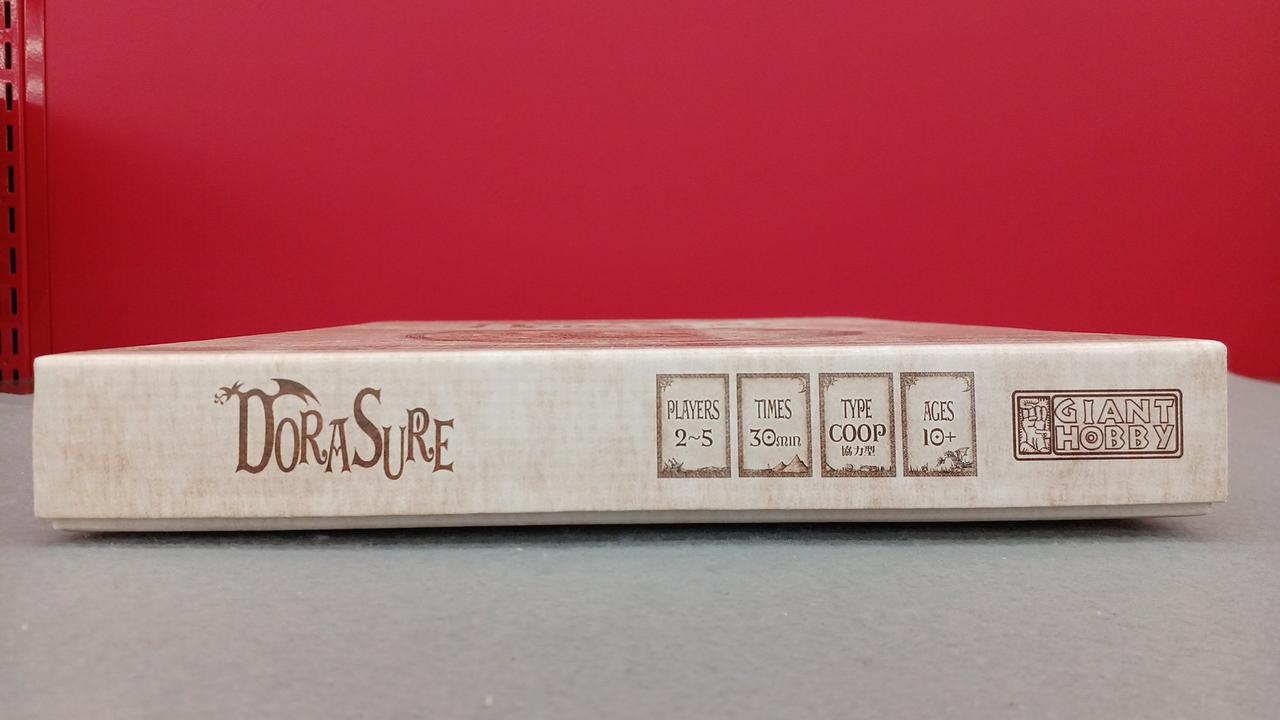 DORASURE
PLAYERS
2~5
TIMES
30min
TYPE
COOP
協力型
AGES
10+
GIANT
HOBBY